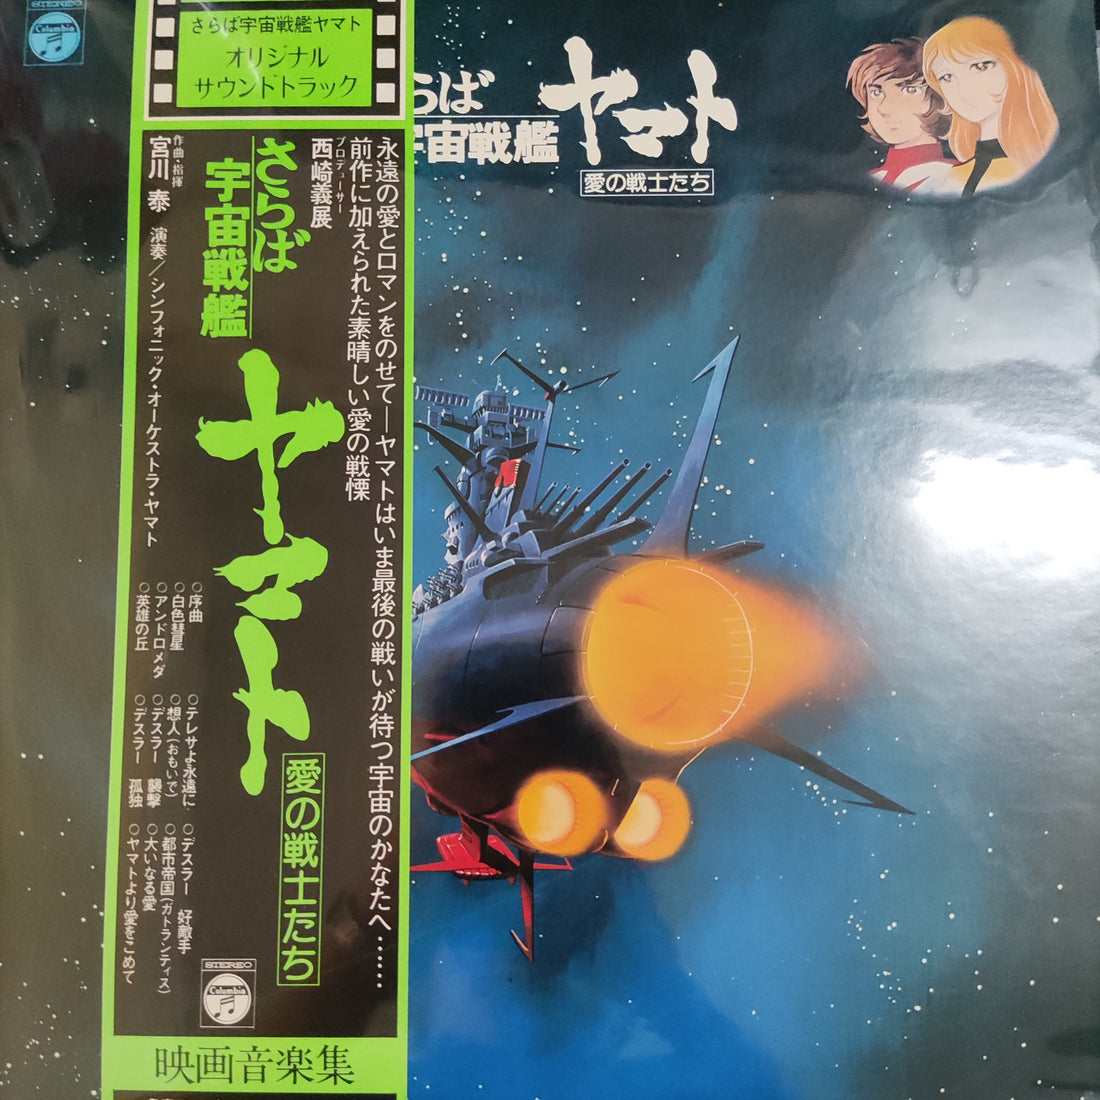 STEREO
Columbia
さらば宇宙戦艦ヤマト
オリジナル
サウンドトラック
らば
宇宙戦艦
ヤマト
愛の戦士たち
永遠の愛とロマンをのせて―ヤマトはいま最後の戦いが待つ宇宙のかなたへ……
前作に加えられた素晴しい愛の戦慄
プロデューサー
西崎義展
さらば
宇宙戦艦
ヤマト
愛の戦士たち
作曲・指揮
宮川 泰 演奏/シンフォニック・オーケストラ・ヤマト
○序曲
○白色彗星
○アンドロメダ
○英雄の丘
○テレサよ永遠に
○想人(おもいで)
○デスラー 襲撃
○デスラー 孤独
○デスラー 好敵手
○都市帝国(ガトランティス)
○大いなる愛
○ヤマトより愛をこめて
STEREO
Columbia
映画音楽集